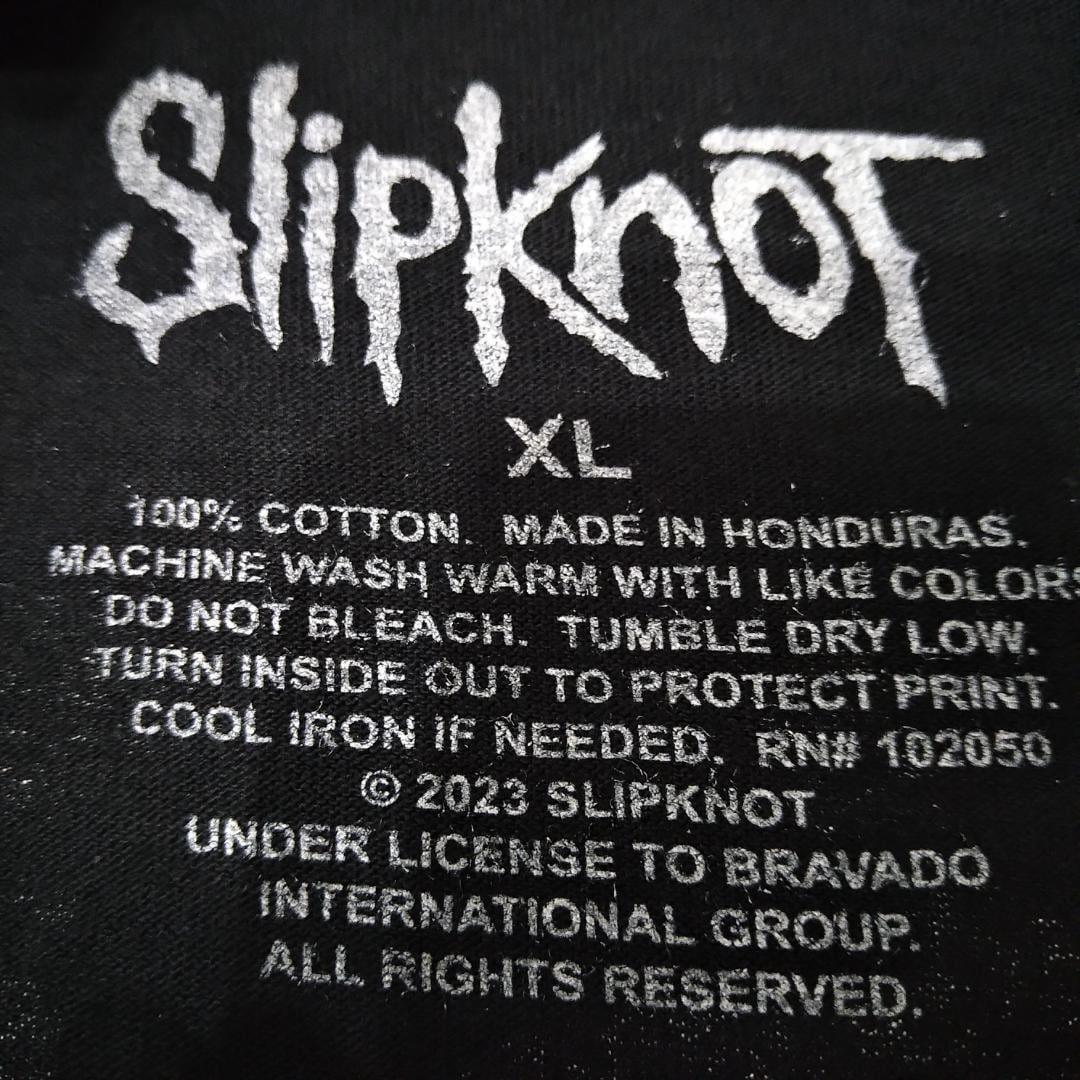 SlipknoT
XL
100% COTTON. MADE IN HONDURAS.
MACHINE WASH WARM WITH LIKE COLORS
DO NOT BLEACH. TUMBLE DRY LOW.
TURN INSIDE OUT TO PROTECT PRINT.
COOL IRON IF NEEDED. RN# 102050
© 2023 SLIPKNOT
UNDER LICENSE TO BRAVADO
INTERNATIONAL GROUP.
ALL RIGHTS RESERVED.